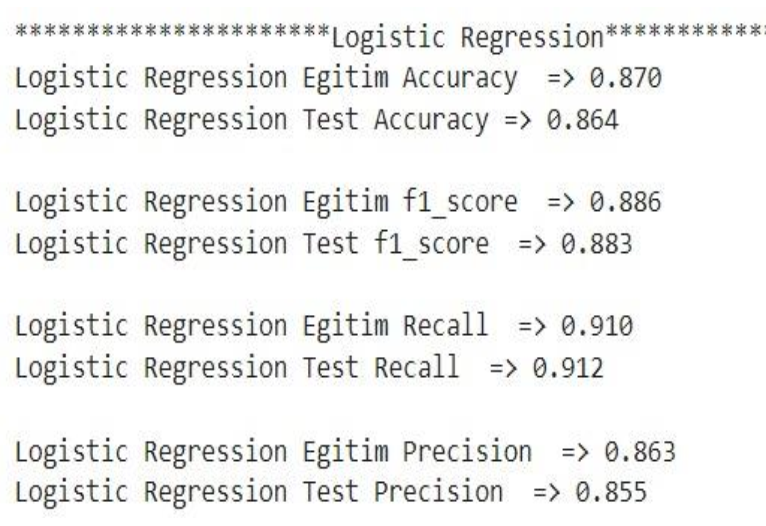 **********************Logistic Regression************
Logistic Regression Egitim Accuracy  => 0.870
Logistic Regression Test Accuracy => 0.864
Logistic Regression Egitim f1_score  => 0.886
Logistic Regression Test f1_score  => 0.883
Logistic Regression Egitim Recall  => 0.910
Logistic Regression Test Recall  => 0.912
Logistic Regression Egitim Precision  => 0.863
Logistic Regression Test Precision  => 0.855